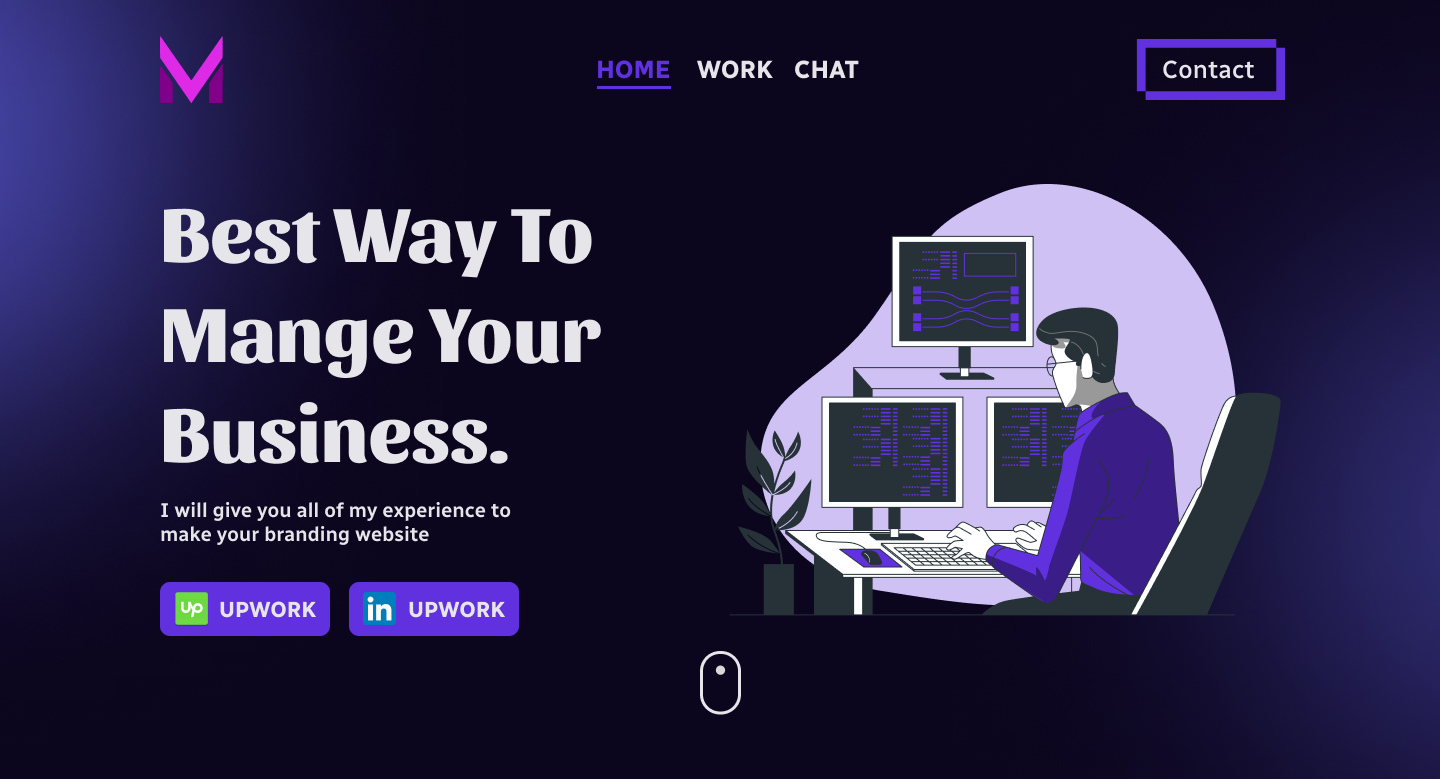 M
HOME WORK CHAT
Contact
Best Way To
Mange Your
Business.
I will give you all of my experience to
make your branding website
Up UPWORK
in UPWORK